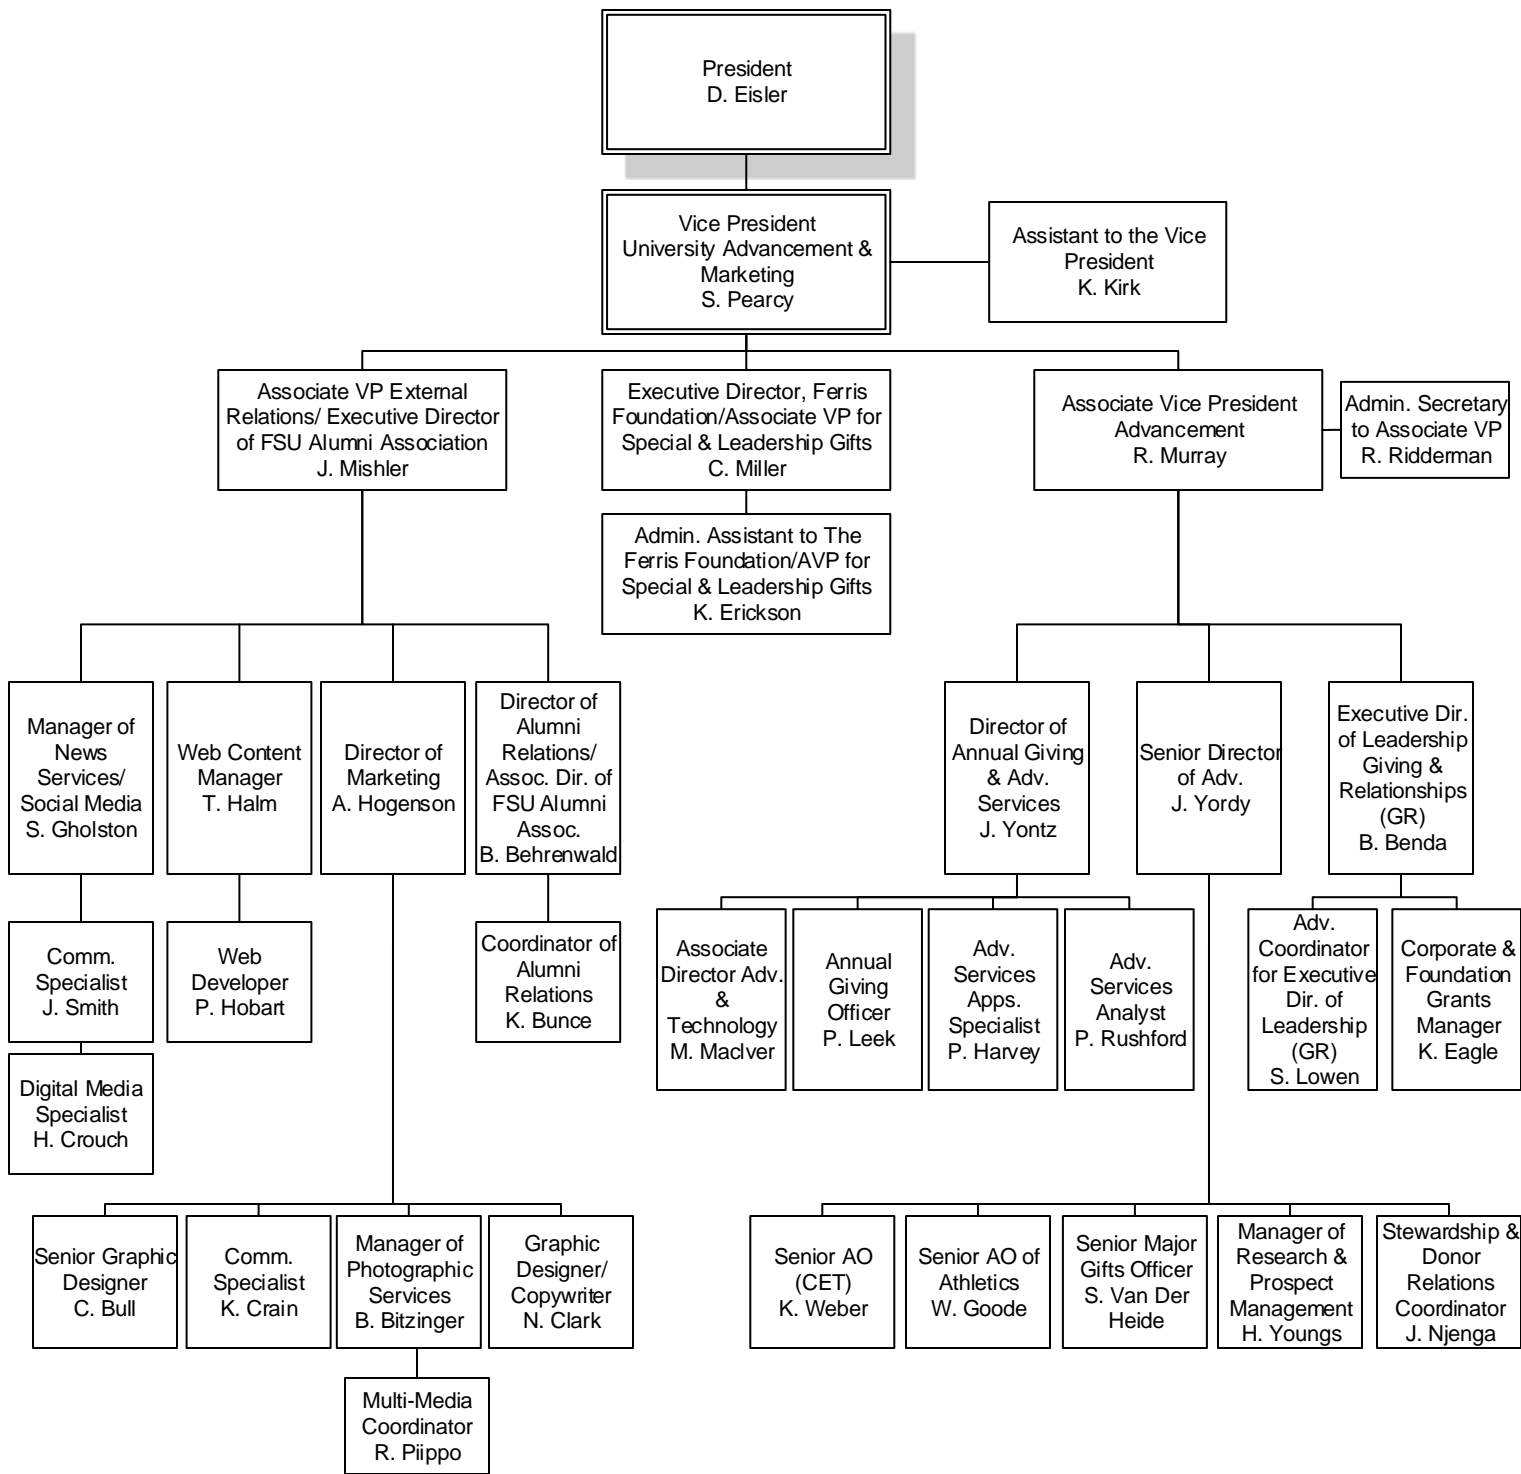 President
D. Eisler
Vice President
University Advancement &
Marketing
S. Pearcy
Assistant to the Vice
President
K. Kirk
Associate VP External
Relations/ Executive Director
of FSU Alumni Association
J. Mishler
Executive Director, Ferris
Foundation/Associate VP for
Special & Leadership Gifts
C. Miller
Associate Vice President
Advancement
R. Murray
Admin. Secretary
to Associate VP
R. Ridderman
Admin. Assistant to The
Ferris Foundation/AVP for
Special & Leadership Gifts
K. Erickson
Manager of
News
Services/
Social Media
S. Gholston
Web Content
Manager
T. Halm
Director of
Marketing
A. Hogenson
Director of
Alumni
Relations/
Assoc. Dir. of
FSU Alumni
Assoc.
B. Behrenwald
Director of
Annual Giving
& Adv.
Services
J. Yontz
Senior Director
of Adv.
J. Yordy
Executive Dir.
of Leadership
Giving &
Relationships
(GR)
B. Benda
Comm.
Specialist
J. Smith
Web
Developer
P. Hobart
Coordinator of
Alumni
Relations
K. Bunce
Associate
Director Adv.
&
Technology
M. MacIver
Annual
Giving
Officer
P. Leek
Adv.
Services
Apps.
Specialist
P. Harvey
Adv.
Services
Analyst
P. Rushford
Adv.
Coordinator
for Executive
Dir. of
Leadership
(GR)
S. Lowen
Corporate &
Foundation
Grants
Manager
K. Eagle
Digital Media
Specialist
H. Crouch
Senior Graphic
Designer
C. Bull
Comm.
Specialist
K. Crain
Manager of
Photographic
Services
B. Bitzinger
Graphic
Designer/
Copywriter
N. Clark
Senior AO
(CET)
K. Weber
Senior AO of
Athletics
W. Goode
Senior Major
Gifts Officer
S. Van Der
Heide
Manager of
Research &
Prospect
Management
H. Youngs
Stewardship &
Donor
Relations
Coordinator
J. Njenga
Multi-Media
Coordinator
R. Piippo